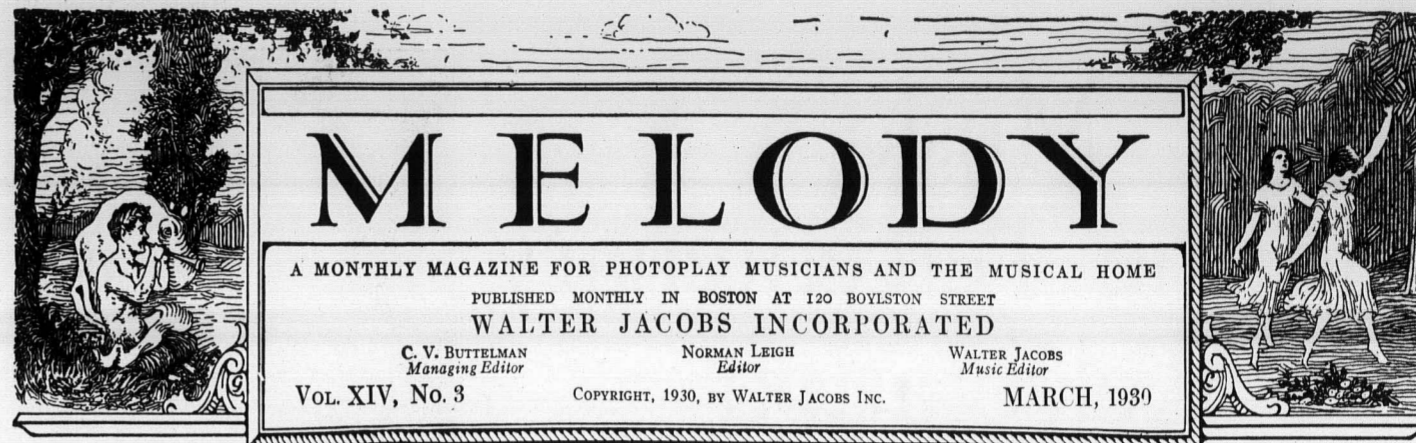 MELODY
A MONTHLY MAGAZINE FOR PHOTOPLAY MUSICIANS AND THE MUSICAL HOME
PUBLISHED MONTHLY IN BOSTON AT 120 BOYLSTON STREET
WALTER JACOBS INCORPORATED
C. V. BUTTELMAN NORMAN LEIGH WALTER JACOBS
Managing Editor Editor Music Editor
VOL. XIV, No. 3 COPYRIGHT, 1930, BY WALTER JACOBS INC. MARCH, 1930